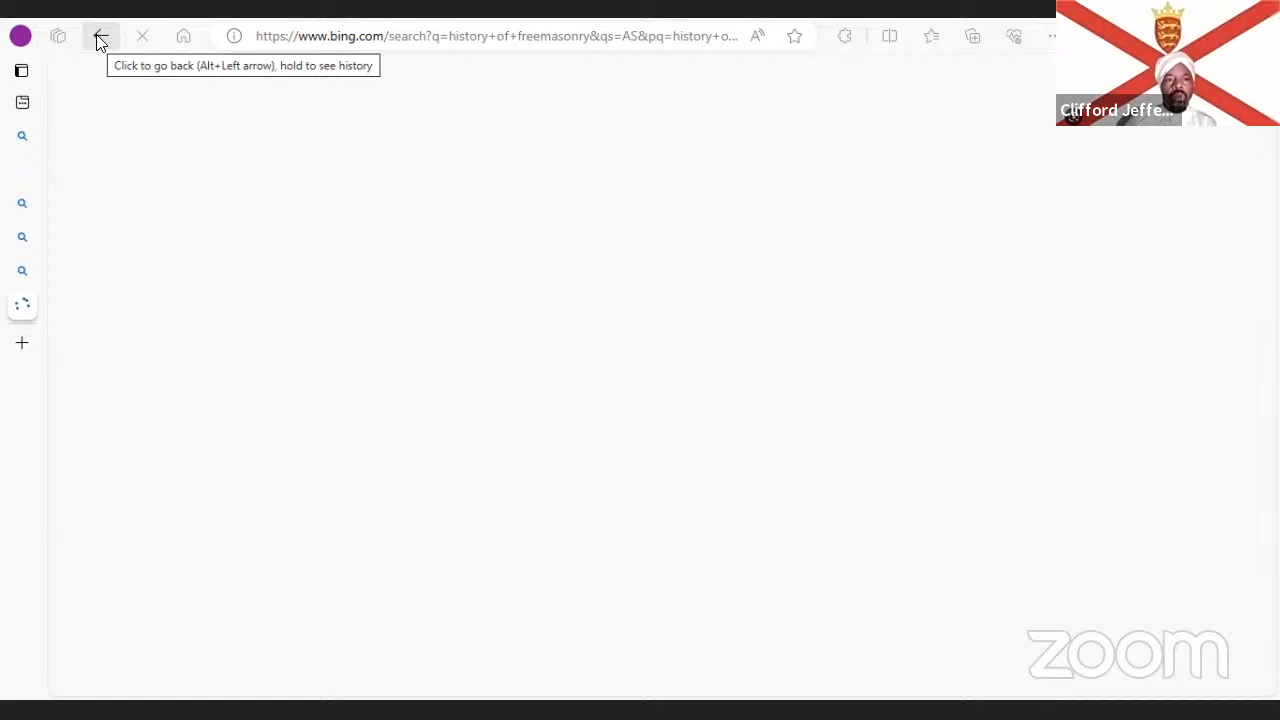 https://www.bing.com/search?q=history+of+freemasonry&qs=AS&pq=history+o...
Click to go back (Alt+Left arrow), hold to see history
Clifford Jeffe...
zoom